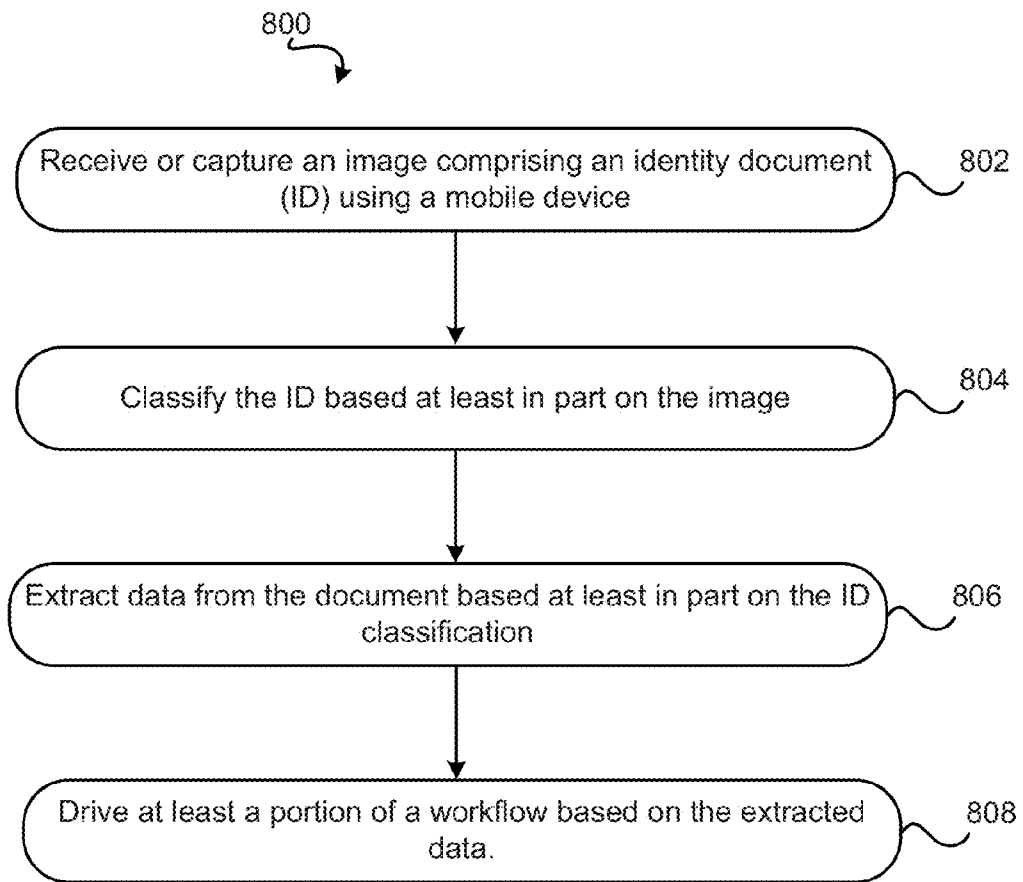 800
Receive or capture an image comprising an identity document
(ID) using a mobile device
802
Classify the ID based at least in part on the image
804
Extract data from the document based at least in part on the ID
classification
806
Drive at least a portion of a workflow based on the extracted
data.
808